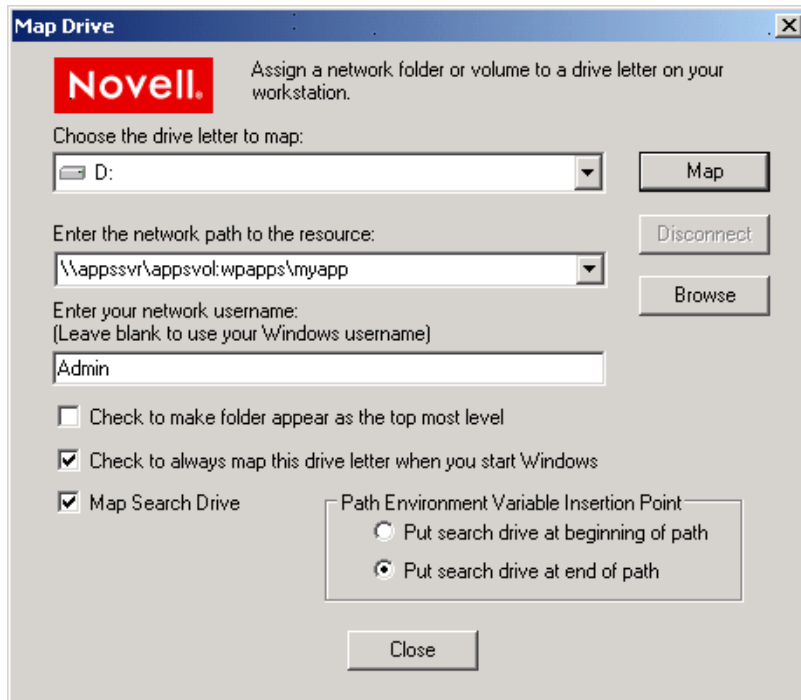 Map Drive
Novell.
Assign a network folder or volume to a drive letter on your
workstation.
Choose the drive letter to map:
D:
Map
Enter the network path to the resource:
Disconnect
\\appssvr\appsvol:wpapps\myapp
Browse
Enter your network username:
(Leave blank to use your Windows username)
Admin
Check to make folder appear as the top most level
Check to always map this drive letter when you start Windows
Map Search Drive
Path Environment Variable Insertion Point
Put search drive at beginning of path
Put search drive at end of path
Close